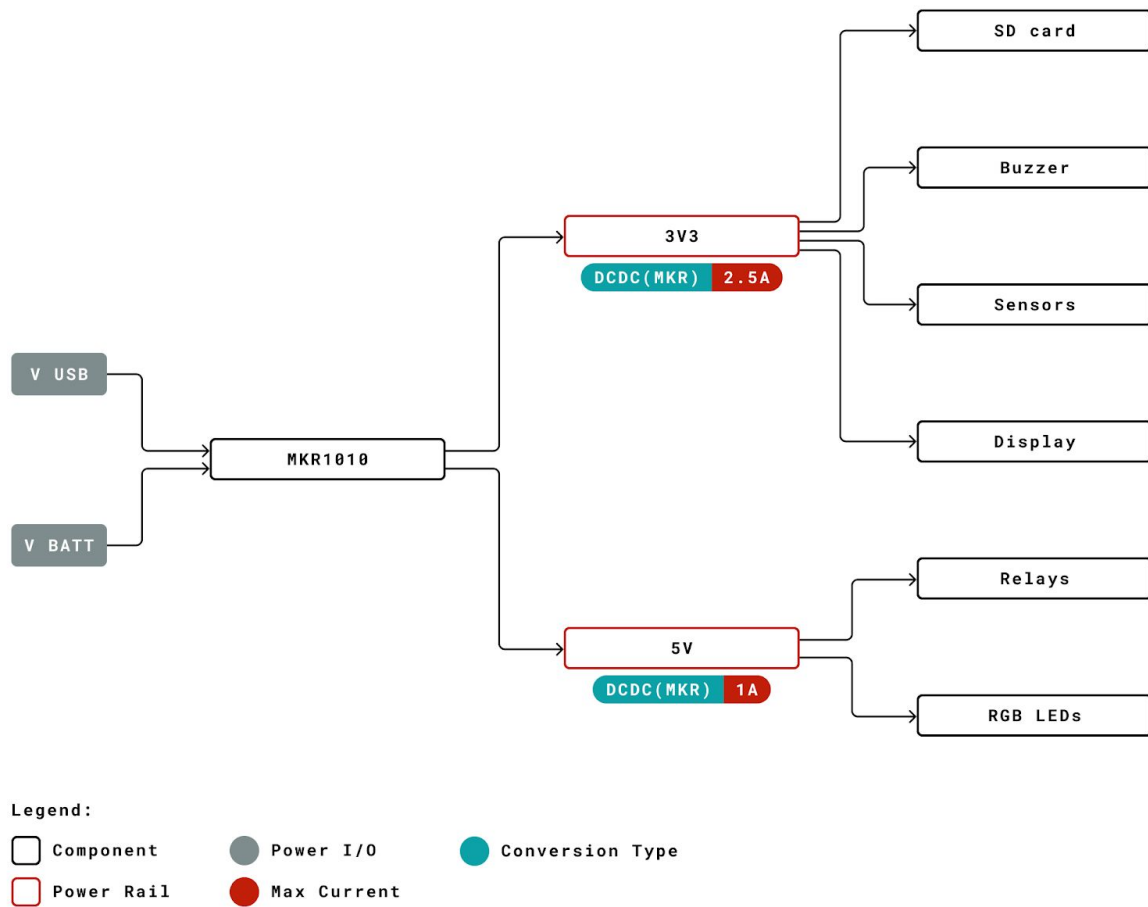 SD card
Buzzer
3V3
DCDC(MKR) 2.5A
Sensors
V USB
Display
MKR1010
V BATT
Relays
5V
DCDC(MKR) 1A
RGB LEDs
Legend:
Component
Power I/O
Conversion Type
Power Rail
Max Current